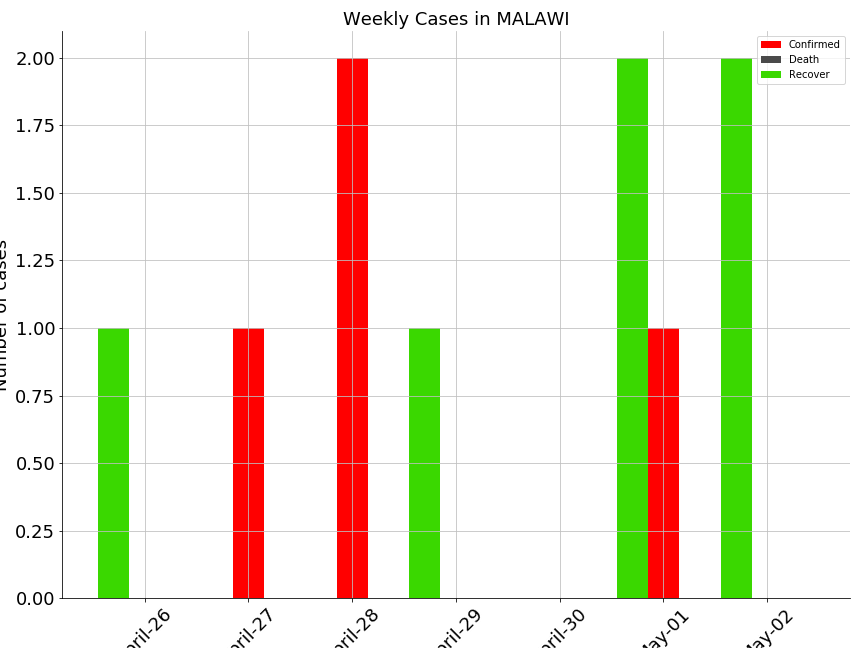 Weekly Cases in MALAWI
Confirmed
Death
Recover
2.00
1.75
1.50
1.25
1.00
0.75
0.50
0.25
0.00
Number of cases
pril-26
pril-27
pril-28
pril-29
pril-30
May-01
May-02